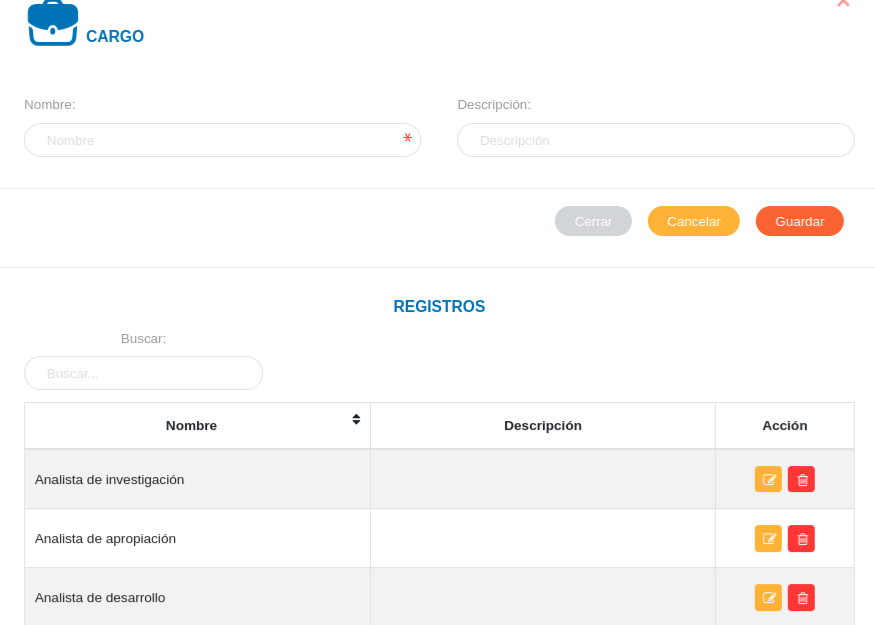 CARGO
Nombre: Descripción:
Nombre * Descripción
Cerrar Cancelar Guardar
REGISTROS
Buscar:
Buscar...
Nombre Descripción Acción
Analista de investigación
Analista de apropiación
Analista de desarrollo